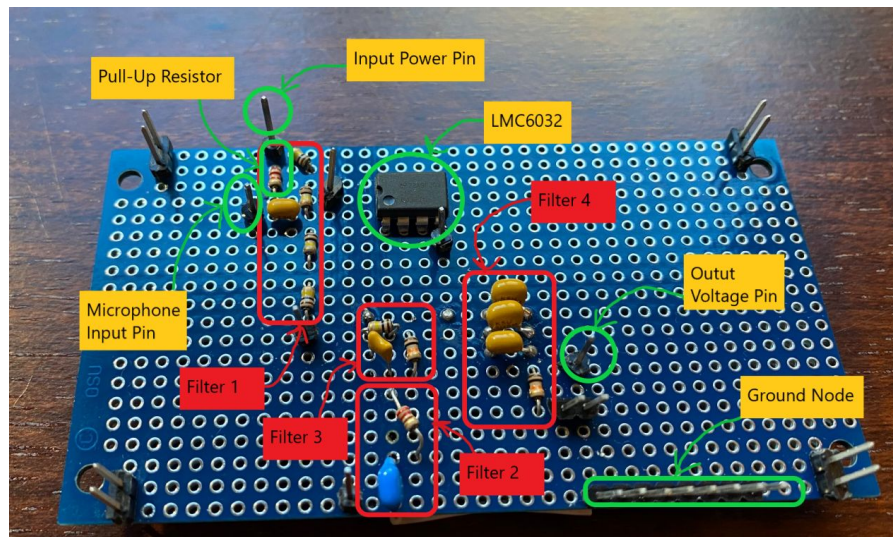 Input Power Pin
Pull-Up Resistor
LMC6032
Filter 4
Outut
Voltage Pin
Microphone
Input Pin
Filter 1
Filter 3
Filter 2
Ground Node